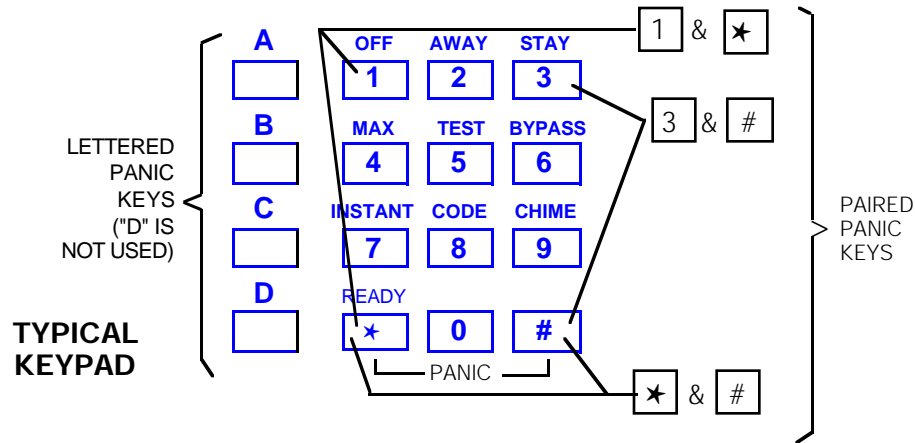 A OFF AWAY STAY 1 & ✶
1 2 3
3 & #
B MAX TEST BYPASS
4 5 6
LETTERED
PANIC
KEYS
("D" IS
NOT USED)
C INSTANT CODE CHIME
7 8 9
PAIRED
PANIC
KEYS
D READY
✶ 0 #
TYPICAL
KEYPAD
PANIC
✶ & #